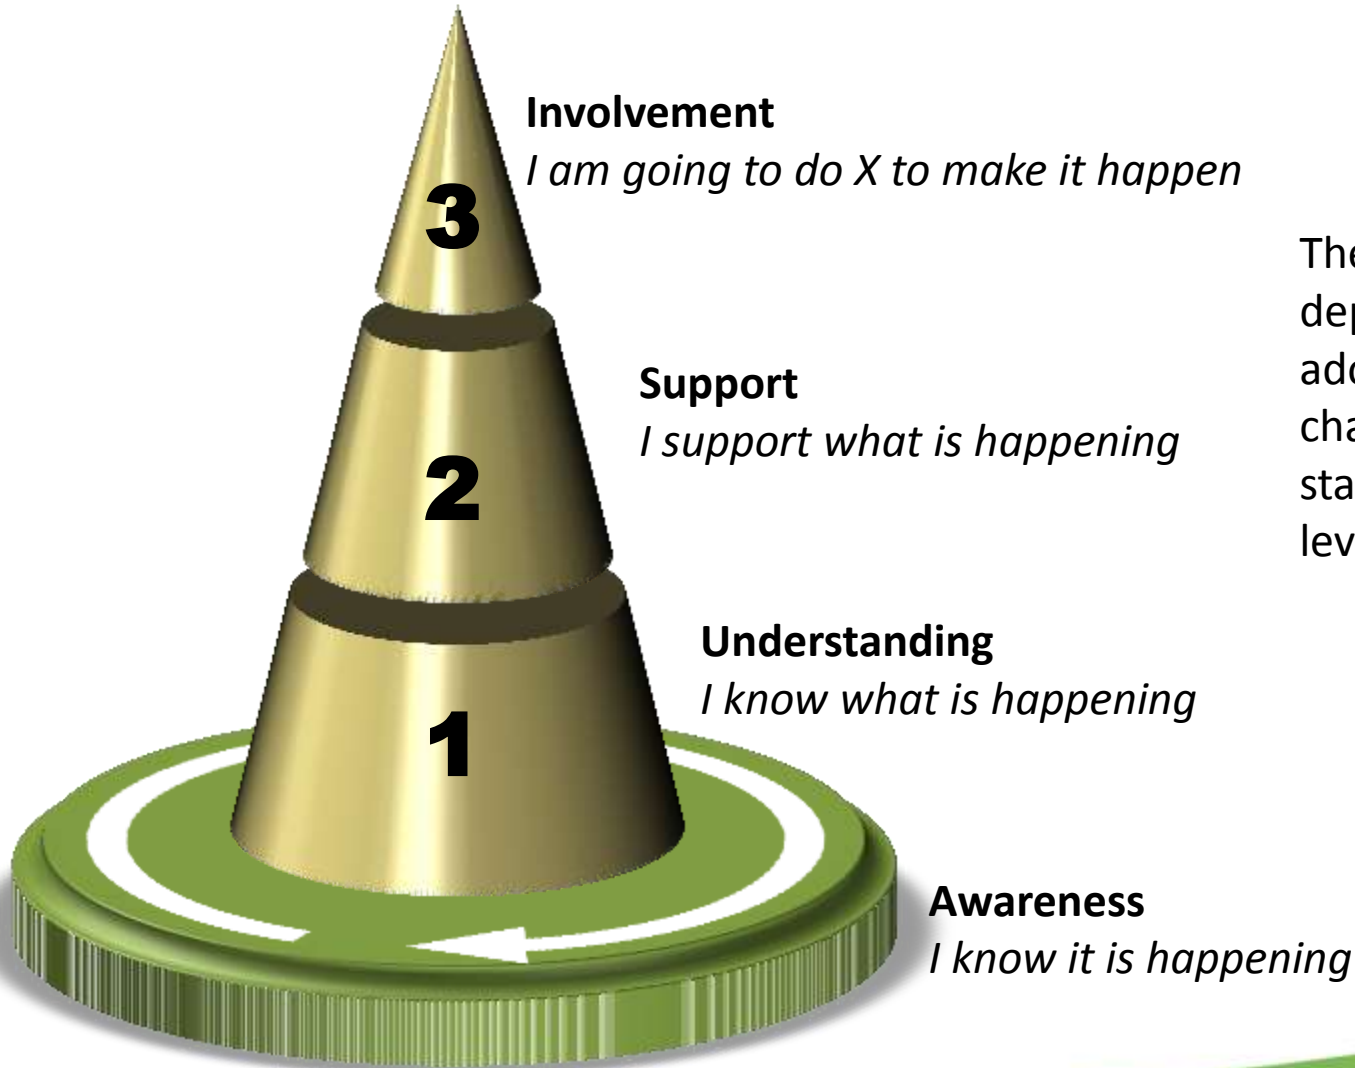 Involvement
I am going to do X to make it happen
3
Support
I support what is happening
2
Understanding
I know what is happening
1
Awareness
I know it is happening